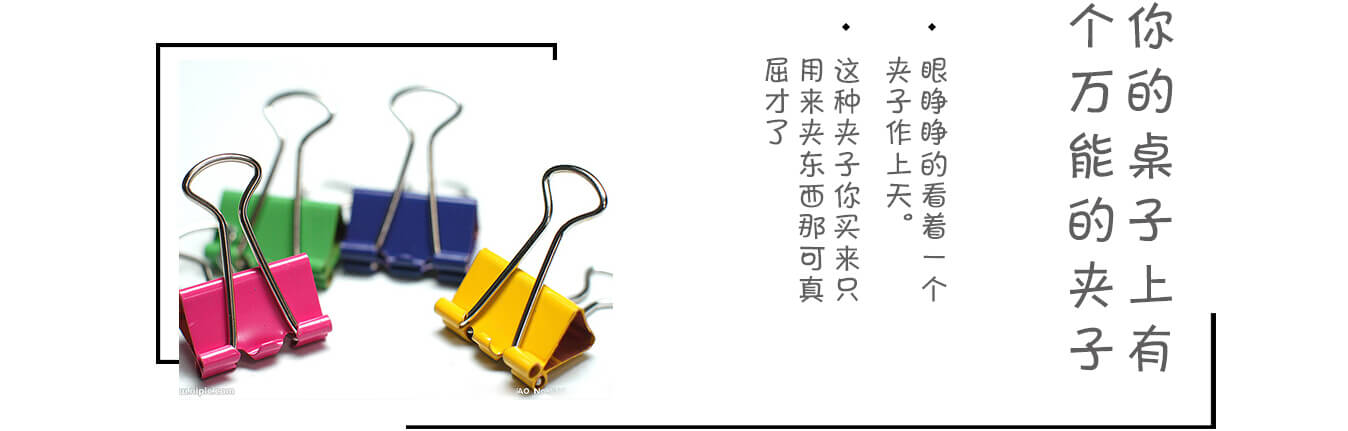 你的桌子上有
个万能的夹子
眼睁睁的看着一个
夹子作上天。
这种夹子你买来只
用来夹东西那可真
屈才了